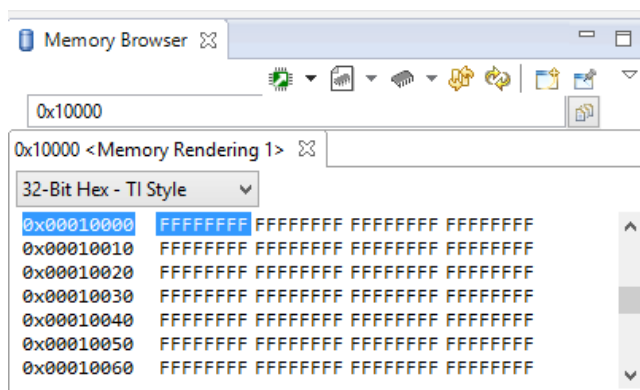 Memory Browser
0x10000
0x10000 <Memory Rendering 1>
32-Bit Hex - TI Style
0x00010000 FFFFFFFF FFFFFFFF FFFFFFFF FFFFFFFF
0x00010010 FFFFFFFF FFFFFFFF FFFFFFFF FFFFFFFF
0x00010020 FFFFFFFF FFFFFFFF FFFFFFFF FFFFFFFF
0x00010030 FFFFFFFF FFFFFFFF FFFFFFFF FFFFFFFF
0x00010040 FFFFFFFF FFFFFFFF FFFFFFFF FFFFFFFF
0x00010050 FFFFFFFF FFFFFFFF FFFFFFFF FFFFFFFF
0x00010060 FFFFFFFF FFFFFFFF FFFFFFFF FFFFFFFF